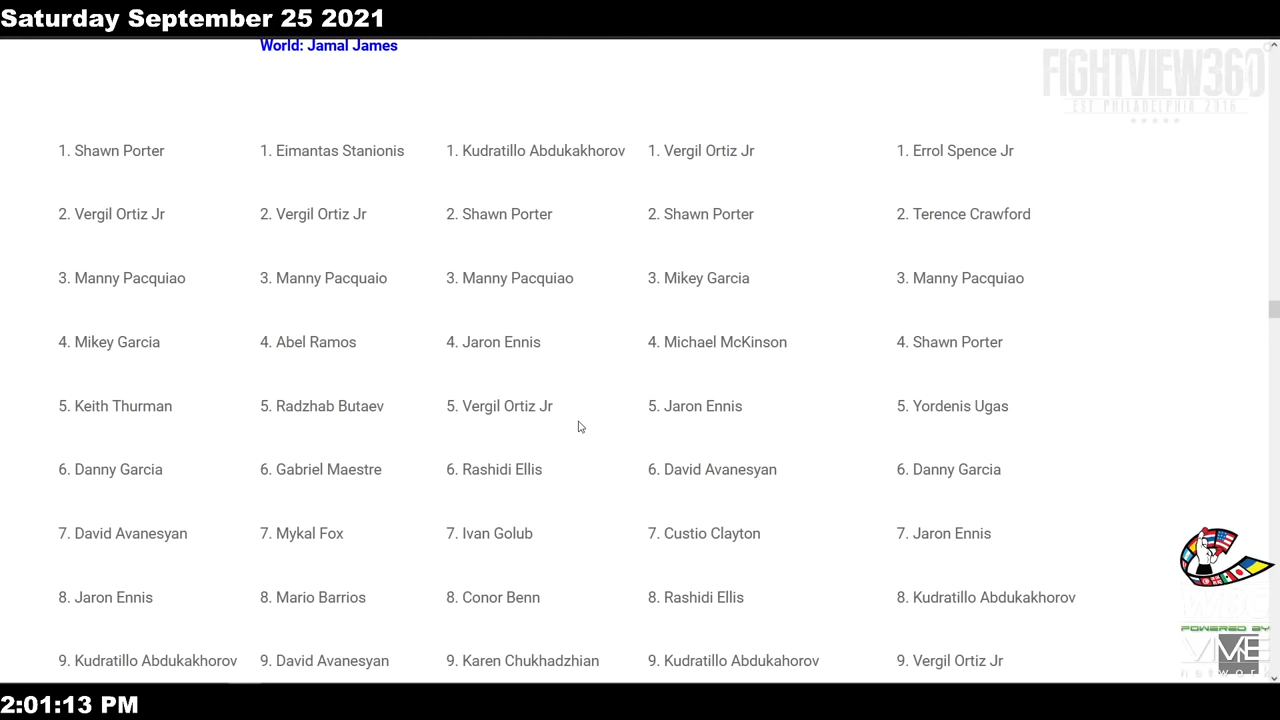 Saturday September 25 2021
World: Jamal James
FIGHTVIEW360
EST PHILADELPHIA 2016
1. Shawn Porter 1. Eimantas Stanionis 1. Kudratillo Abdukakhorov 1. Vergil Ortiz Jr 1. Errol Spence Jr
2. Vergil Ortiz Jr 2. Vergil Ortiz Jr 2. Shawn Porter 2. Shawn Porter 2. Terence Crawford
3. Manny Pacquiao 3. Manny Pacquaio 3. Manny Pacquiao 3. Mikey Garcia 3. Manny Pacquiao
4. Mikey Garcia 4. Abel Ramos 4. Jaron Ennis 4. Michael McKinson 4. Shawn Porter
5. Keith Thurman 5. Radzhab Butaev 5. Vergil Ortiz Jr 5. Jaron Ennis 5. Yordenis Ugas
6. Danny Garcia 6. Gabriel Maestre 6. Rashidi Ellis 6. David Avanesyan 6. Danny Garcia
7. David Avanesyan 7. Mykal Fox 7. Ivan Golub 7. Custio Clayton 7. Jaron Ennis
8. Jaron Ennis 8. Mario Barrios 8. Conor Benn 8. Rashidi Ellis 8. Kudratillo Abdukakhorov
9. Kudratillo Abdukakhorov 9. David Avanesyan 9. Karen Chukhadzhian 9. Kudratillo Abdukahorov 9. Vergil Ortiz Jr
POWERED BY
VME
network
2:01:13 PM